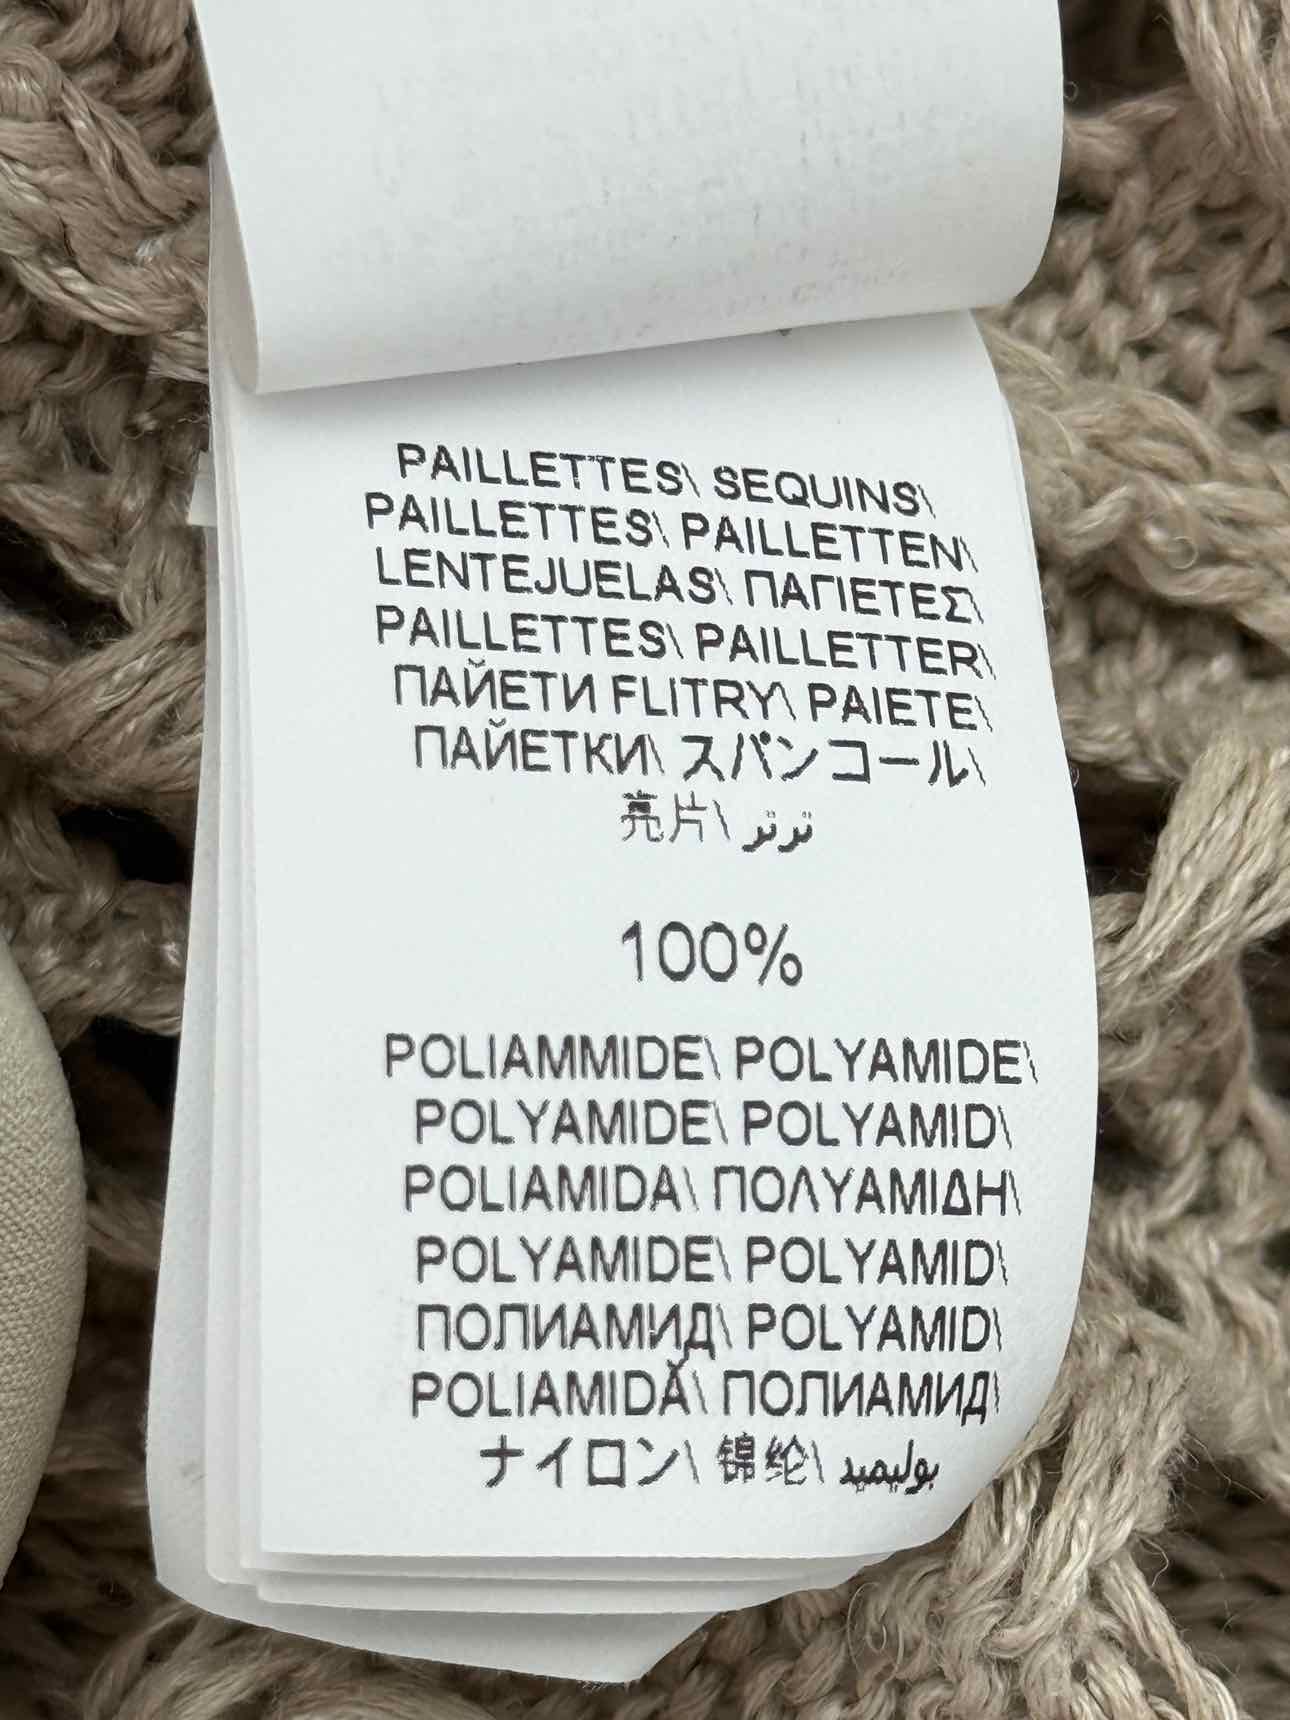 PAILLETTES\ SEQUINS\
PAILLETTES\ PAILLETTEN\
LENTEJUELAS\ ΠΑΓΙΕΤΕΣ\
PAILLETTES\ PAILLETTER\
ПАЙЕТИ FLITRY\ PAIETE\
ПАЙЕТКИ\ スパンコール\
亮片\ ترتر
100%
POLIAMMIDE\ POLYAMIDE\
POLYAMIDE\ POLYAMID\
POLIAMIDA\ ΠΟΛΥΑΜΙΔΗ\
POLYAMIDE\ POLYAMID\
ПОЛИАМИД\ POLYAMID\
POLIAMIDĂ\ ПОЛИАМИД\
ナイロン\ 锦纶\ بوليميد